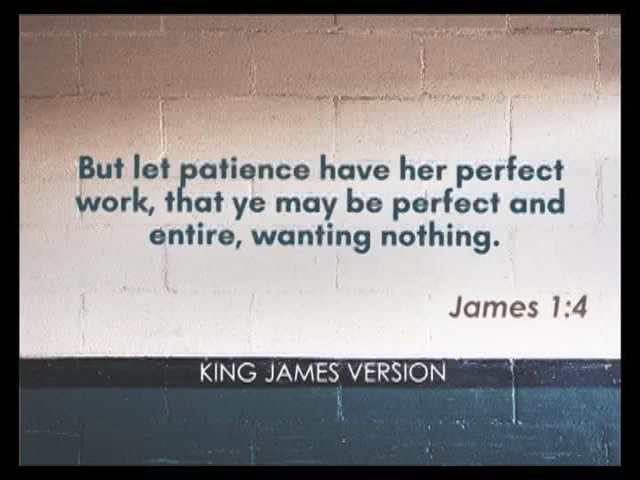 But let patience have her perfect
work, that ye may be perfect and
entire, wanting nothing.
James 1:4
KING JAMES VERSION